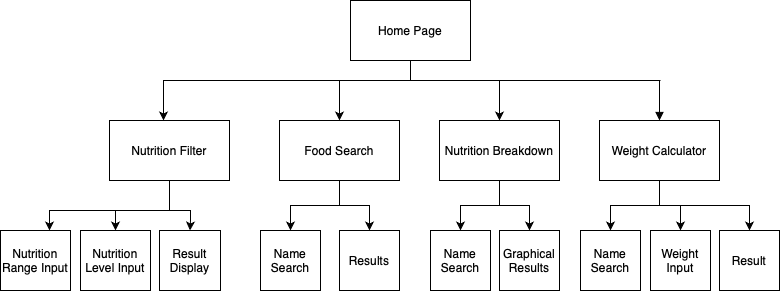 Home Page
Nutrition Filter
Food Search
Nutrition Breakdown
Weight Calculator
Nutrition
Range Input
Nutrition
Level Input
Result
Display
Name
Search
Results
Name
Search
Graphical
Results
Name
Search
Weight
Input
Result